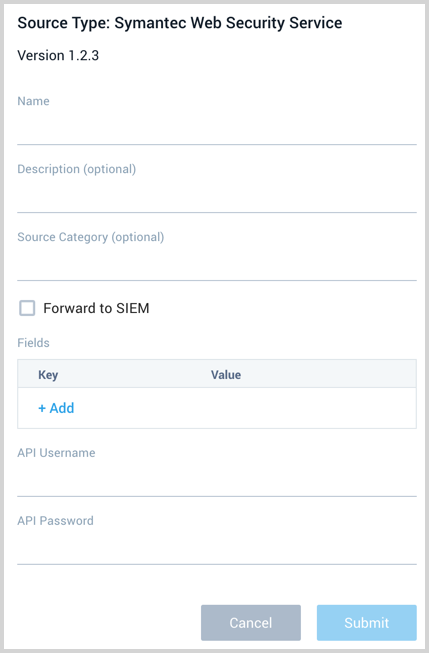 Source Type: Symantec Web Security Service
Version 1.2.3
Name
Description (optional)
Source Category (optional)
Forward to SIEM
Fields
Key Value
+ Add
API Username
API Password
Cancel Submit